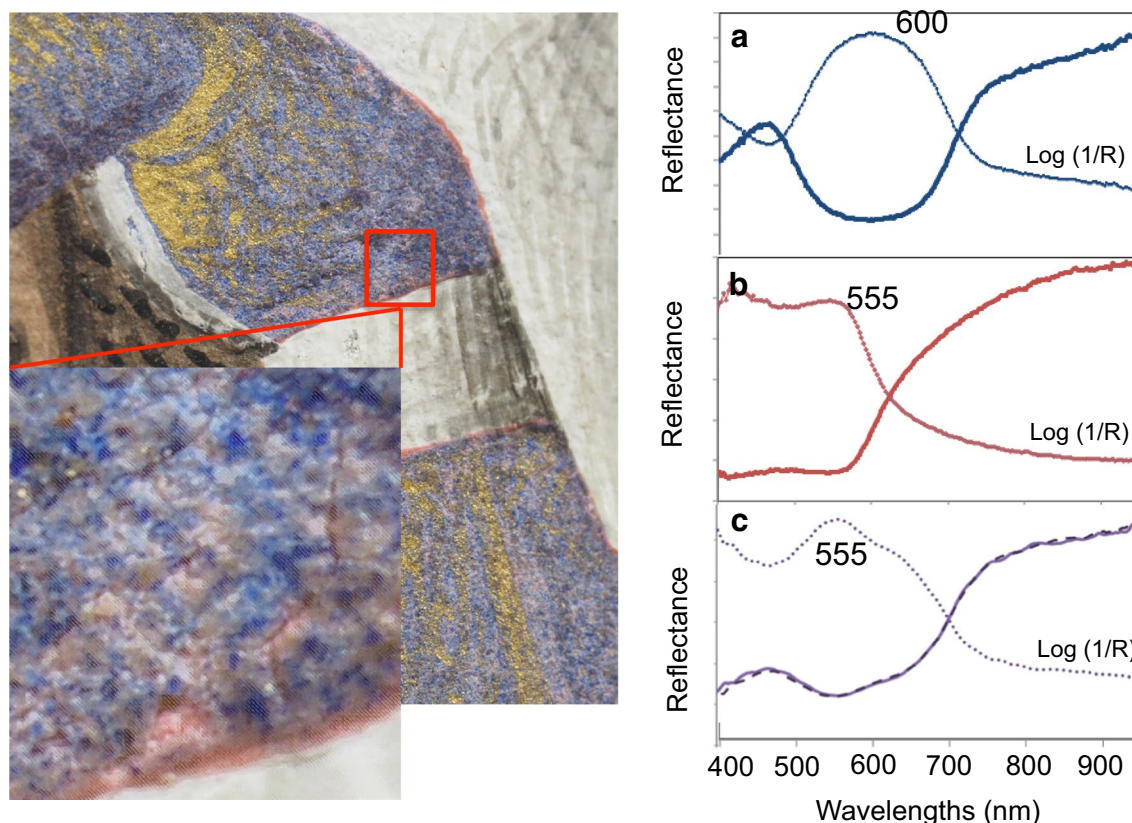 a
600
Reflectance
Log (1/R)
b
555
Reflectance
Log (1/R)
c
555
Reflectance
Log (1/R)
400 500 600 700 800 900
Wavelengths (nm)